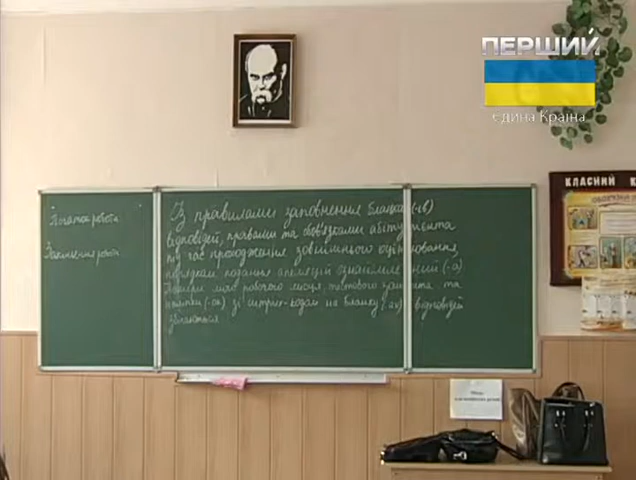 ПЕРШИЙ
єдина Країна
КЛАСНИЙ К
Початок роботи
Закінчення роботи
З правилами заповнення бланка (-ів)
відповідей, правами та обов'язками абітурієнта
під час проходження зовнішнього оцінювання,
порядком подання апеляцій ознайомлений (-а)
Номери мого робочого місця, тестового зошита та
наліпки (-ок) зі штрих-кодом на бланку (-ах) відповідей
збігаються